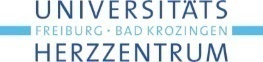 UNIVERSITÄTS
FREIBURG · BAD KROZINGEN
HERZZENTRUM